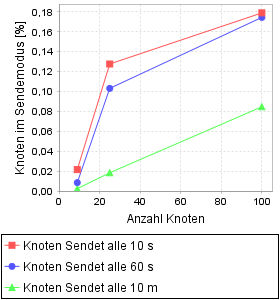 Knoten im Sendemodus [%]
0,18
0,16
0,14
0,12
0,10
0,08
0,06
0,04
0,02
0,00
0 20 40 60 80 100
Anzahl Knoten
Knoten Sendet alle 10 s
Knoten Sendet alle 60 s
Knoten Sendet alle 10 m